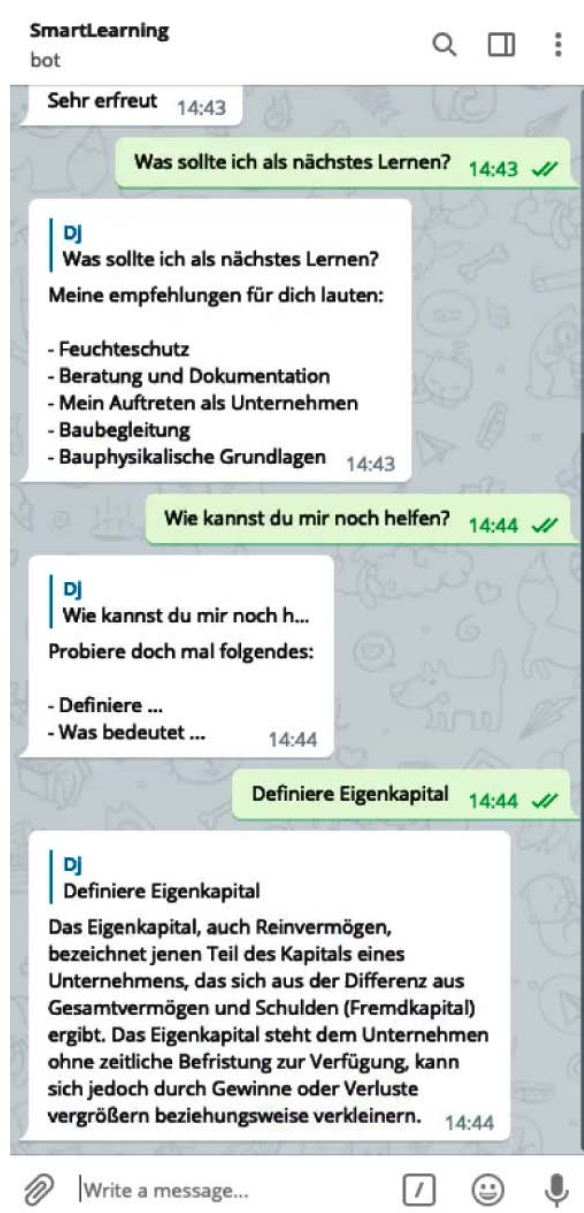 SmartLearning
bot
Sehr erfreut 14:43
Was sollte ich als nächstes Lernen? 14:43
Dj
Was sollte ich als nächstes Lernen?
Meine empfehlungen für dich lauten:
- Feuchteschutz
- Beratung und Dokumentation
- Mein Auftreten als Unternehmen
- Baubegleitung
- Bauphysikalische Grundlagen 14:43
Wie kannst du mir noch helfen? 14:44
Dj
Wie kannst du mir noch h...
Probiere doch mal folgendes:
- Definiere ...
- Was bedeutet ... 14:44
Definiere Eigenkapital 14:44
Dj
Definiere Eigenkapital
Das Eigenkapital, auch Reinvermögen,
bezeichnet jenen Teil des Kapitals eines
Unternehmens, das sich aus der Differenz aus
Gesamtvermögen und Schulden (Fremdkapital)
ergibt. Das Eigenkapital steht dem Unternehmen
ohne zeitliche Befristung zur Verfügung, kann
sich jedoch durch Gewinne oder Verluste
vergrößern beziehungsweise verkleinern. 14:44
Write a message...